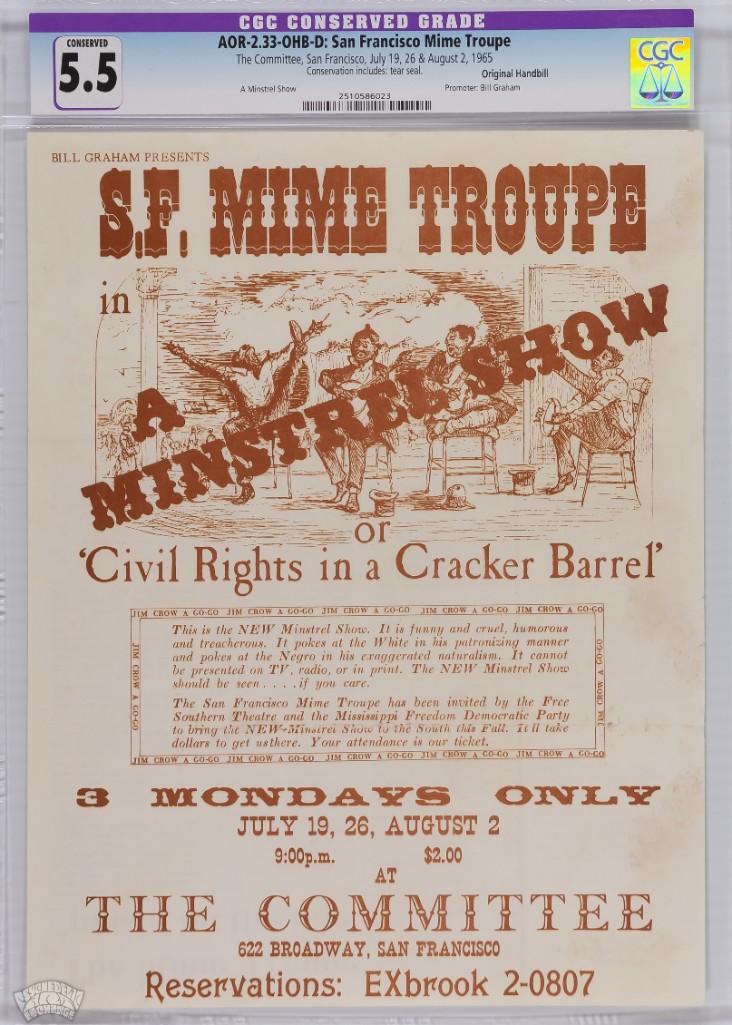 CGC CONSERVED GRADE
CONSERVED
5.5
AOR-2.33-OHB-D: San Francisco Mime Troupe
The Committee, San Francisco, July 19, 26 & August 2, 1965
Conservation includes: tear seal.
Original Handbill
A Minstrel Show
2510586023
Promoter: Bill Graham
CGC
BILL GRAHAM PRESENTS
S.F. MIME TROUPE
in
A
MINSTREL SHOW
or
'Civil Rights in a Cracker Barrel'
JIM CROW A GO-GO JIM CROW A GO-GO JIM CROW A GO-GO JIM CROW A GO-GO JIM CROW A GO-GO
JIM CROW A GO-GO
This is the NEW Minstrel Show. It is funny and cruel, humorous
and treacherous. It pokes at the White in his patronizing manner
and pokes at the Negro in his exaggerated naturalism. It cannot
be presented on TV, radio, or in print. The NEW Minstrel Show
should be seen . . . . if you care.
The San Francisco Mime Troupe has been invited by the Free
Southern Theatre and the Mississippi Freedom Democratic Party
to bring the NEW-Minstrel Show to the South this Fall. It'll take
dollars to get us there. Your attendance is our ticket.
JIM CROW A GO-GO
JIM CROW A GO-GO JIM CROW A GO-GO JIM CROW A GO-GO JIM CROW A GO-GO JIM CROW A GO-GO
3 MONDAYS ONLY
JULY 19, 26, AUGUST 2
9:00p.m. $2.00
AT
THE COMMITTEE
622 BROADWAY, SAN FRANCISCO
Reservations: EXbrook 2-0807